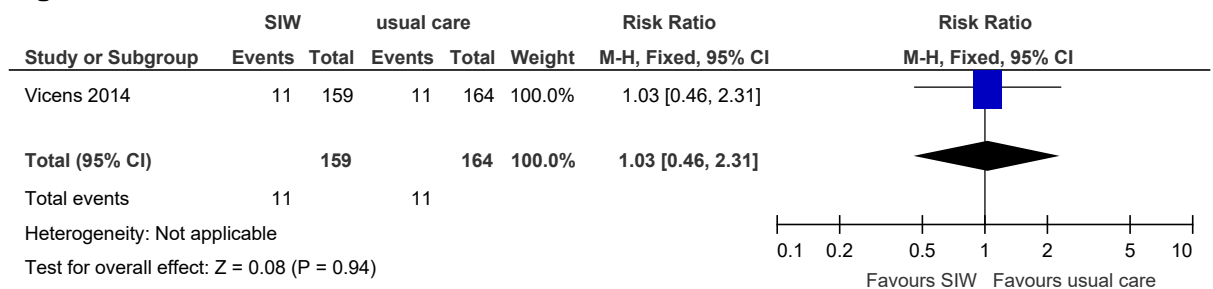 SIW usual care Risk Ratio Risk Ratio
Study or Subgroup Events Total Events Total Weight M-H, Fixed, 95% CI M-H, Fixed, 95% CI
Vicens 2014 11 159 11 164 100.0% 1.03 [0.46, 2.31]
Total (95% CI) 159 164 100.0% 1.03 [0.46, 2.31]
Total events 11 11
Heterogeneity: Not applicable
Test for overall effect: Z = 0.08 (P = 0.94)
0.1 0.2 0.5 1 2 5 10
Favours SIW Favours usual care